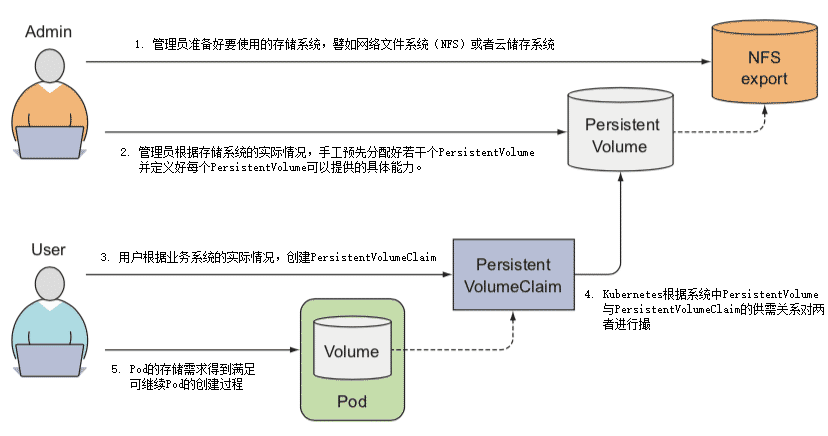 Admin
1. 管理员准备好要使用的存储系统，譬如网络文件系统（NFS）或者云储存系统
NFS
export
Persistent
Volume
2. 管理员根据存储系统的实际情况，手工预先分配好若干个PersistentVolume
并定义好每个PersistentVolume可以提供的具体能力。
User
3. 用户根据业务系统的实际情况，创建PersistentVolumeClaim
Persistent
VolumeClaim
4. Kubernetes根据系统中PersistentVolume
与PersistentVolumeClaim的供需关系对两
者进行撮
Volume
5. Pod的存储需求得到满足
可继续Pod的创建过程
Pod